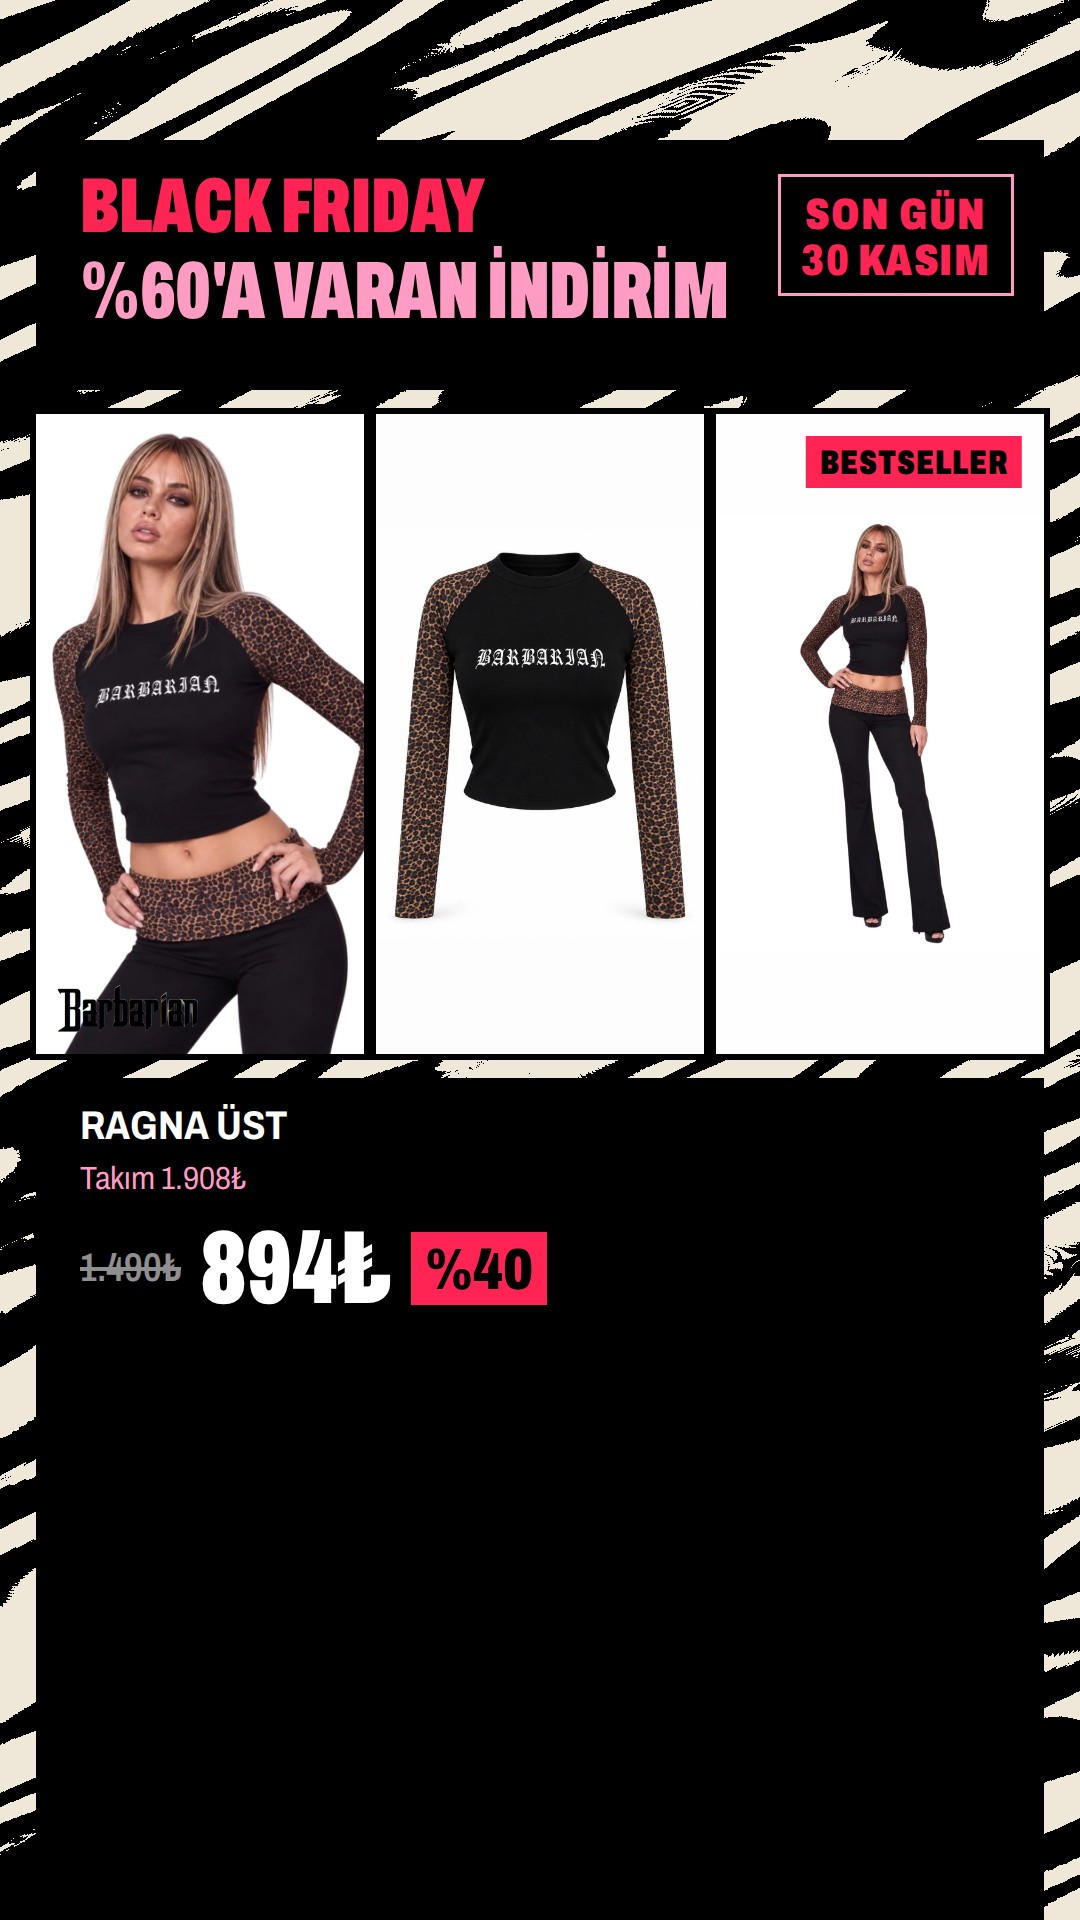 BLACK FRIDAY
%60'A VARAN İNDİRİM
SON GÜN
30 KASIM
BESTSELLER
BARBARIAN
BARBARIAN
BARBARIAN
Barbarian
RAGNA ÜST
Takım 1.908₺
1.490₺ 894₺ %40